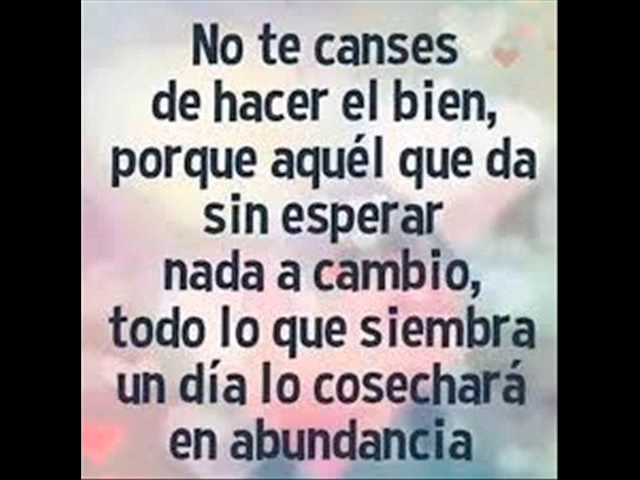 No te canses
de hacer el bien,
porque aquél que da
sin esperar
nada a cambio,
todo lo que siembra
un día lo cosechará
en abundancia